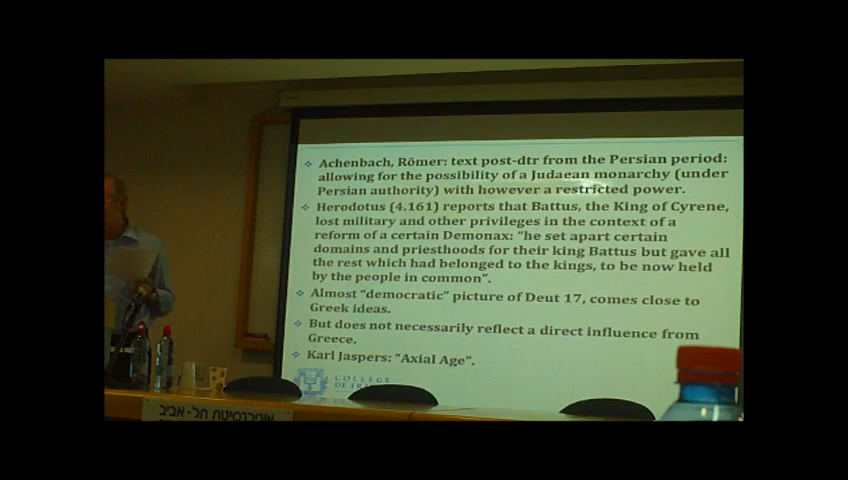 ❖ Achenbach, Römer: text post-dtr from the Persian period:
allowing for the possibility of a Judaean monarchy (under
Persian authority) with however a restricted power.
❖ Herodotus (4.161) reports that Battus, the King of Cyrene,
lost military and other privileges in the context of a
reform of a certain Demonax: "he set apart certain
domains and priesthoods for their king Battus but gave all
the rest which had belonged to the kings, to be now held
by the people in common".
❖ Almost "democratic" picture of Deut 17, comes close to
Greek ideas.
❖ But does not necessarily reflect a direct influence from
Greece.
❖ Karl Jaspers: "Axial Age".
COLLÈGE
DE FR
אוניברסיטת תל-אביב